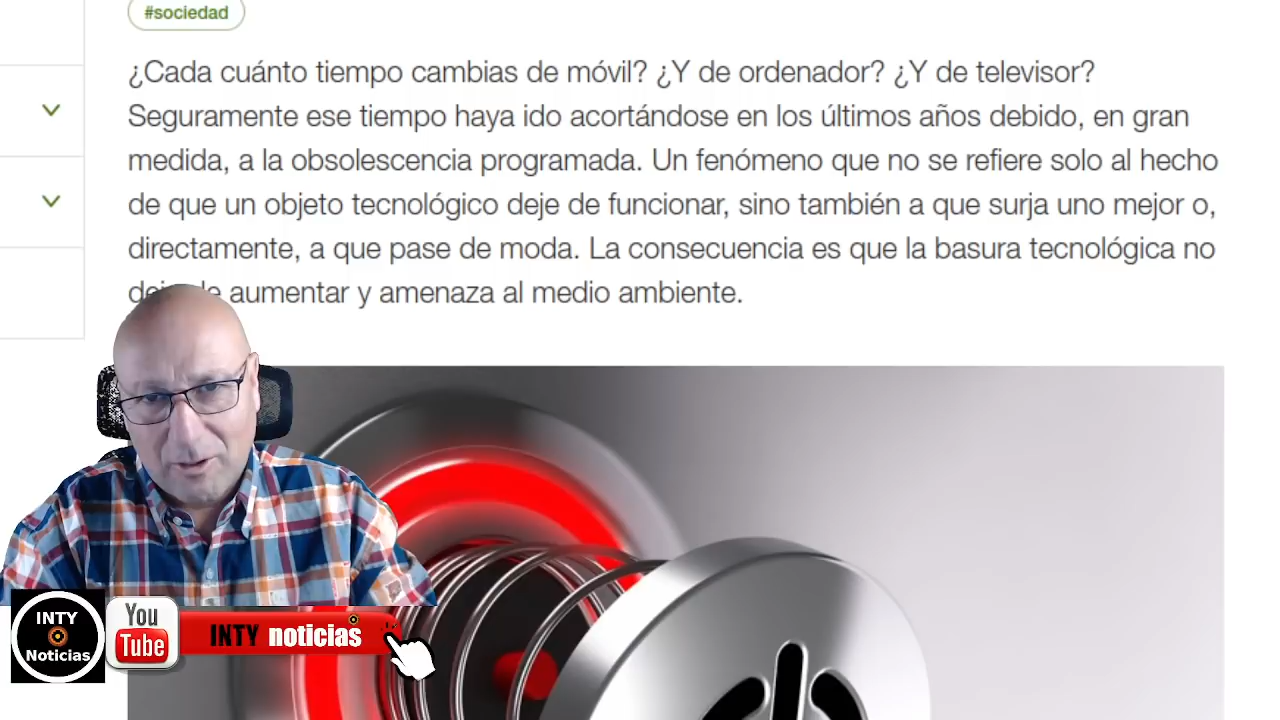 #sociedad
¿Cada cuánto tiempo cambias de móvil? ¿Y de ordenador? ¿Y de televisor?
Seguramente ese tiempo haya ido acortándose en los últimos años debido, en gran
medida, a la obsolescencia programada. Un fenómeno que no se refiere solo al hecho
de que un objeto tecnológico deje de funcionar, sino también a que surja uno mejor o,
directamente, a que pase de moda. La consecuencia es que la basura tecnológica no
aumentar y amenaza al medio ambiente.
INTY
Noticias
You
Tube
INTY noticias